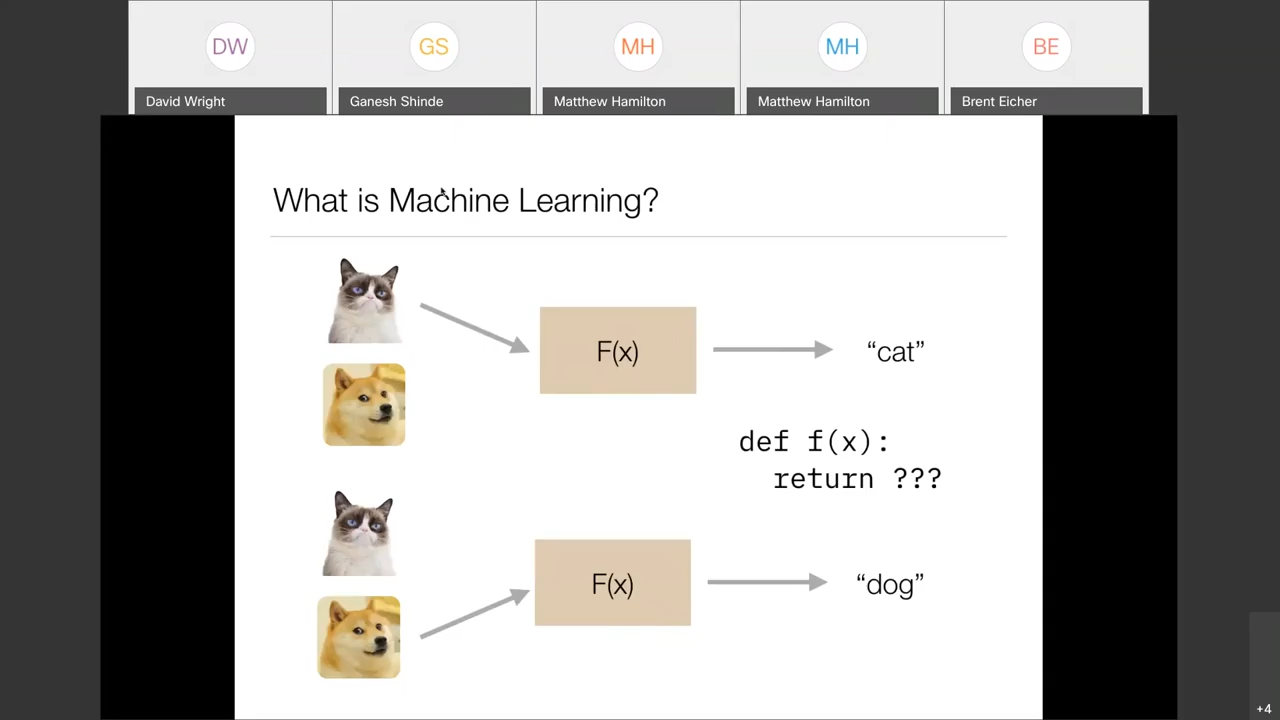 DW
GS
MH
MH
BE
David Wright
Ganesh Shinde
Matthew Hamilton
Matthew Hamilton
Brent Eicher
What is Machine Learning?
F(x)
“cat”
def f(x):
  return ???
F(x)
“dog”
+4